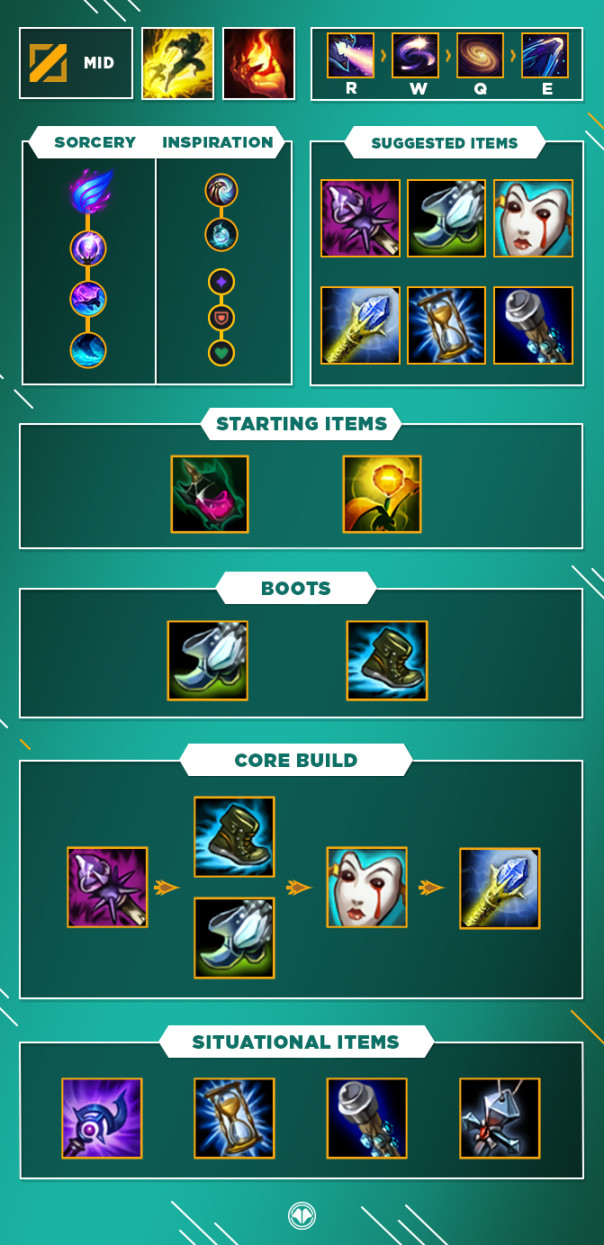 MID
R W Q E
SORCERY INSPIRATION
SUGGESTED ITEMS
STARTING ITEMS
BOOTS
CORE BUILD
SITUATIONAL ITEMS